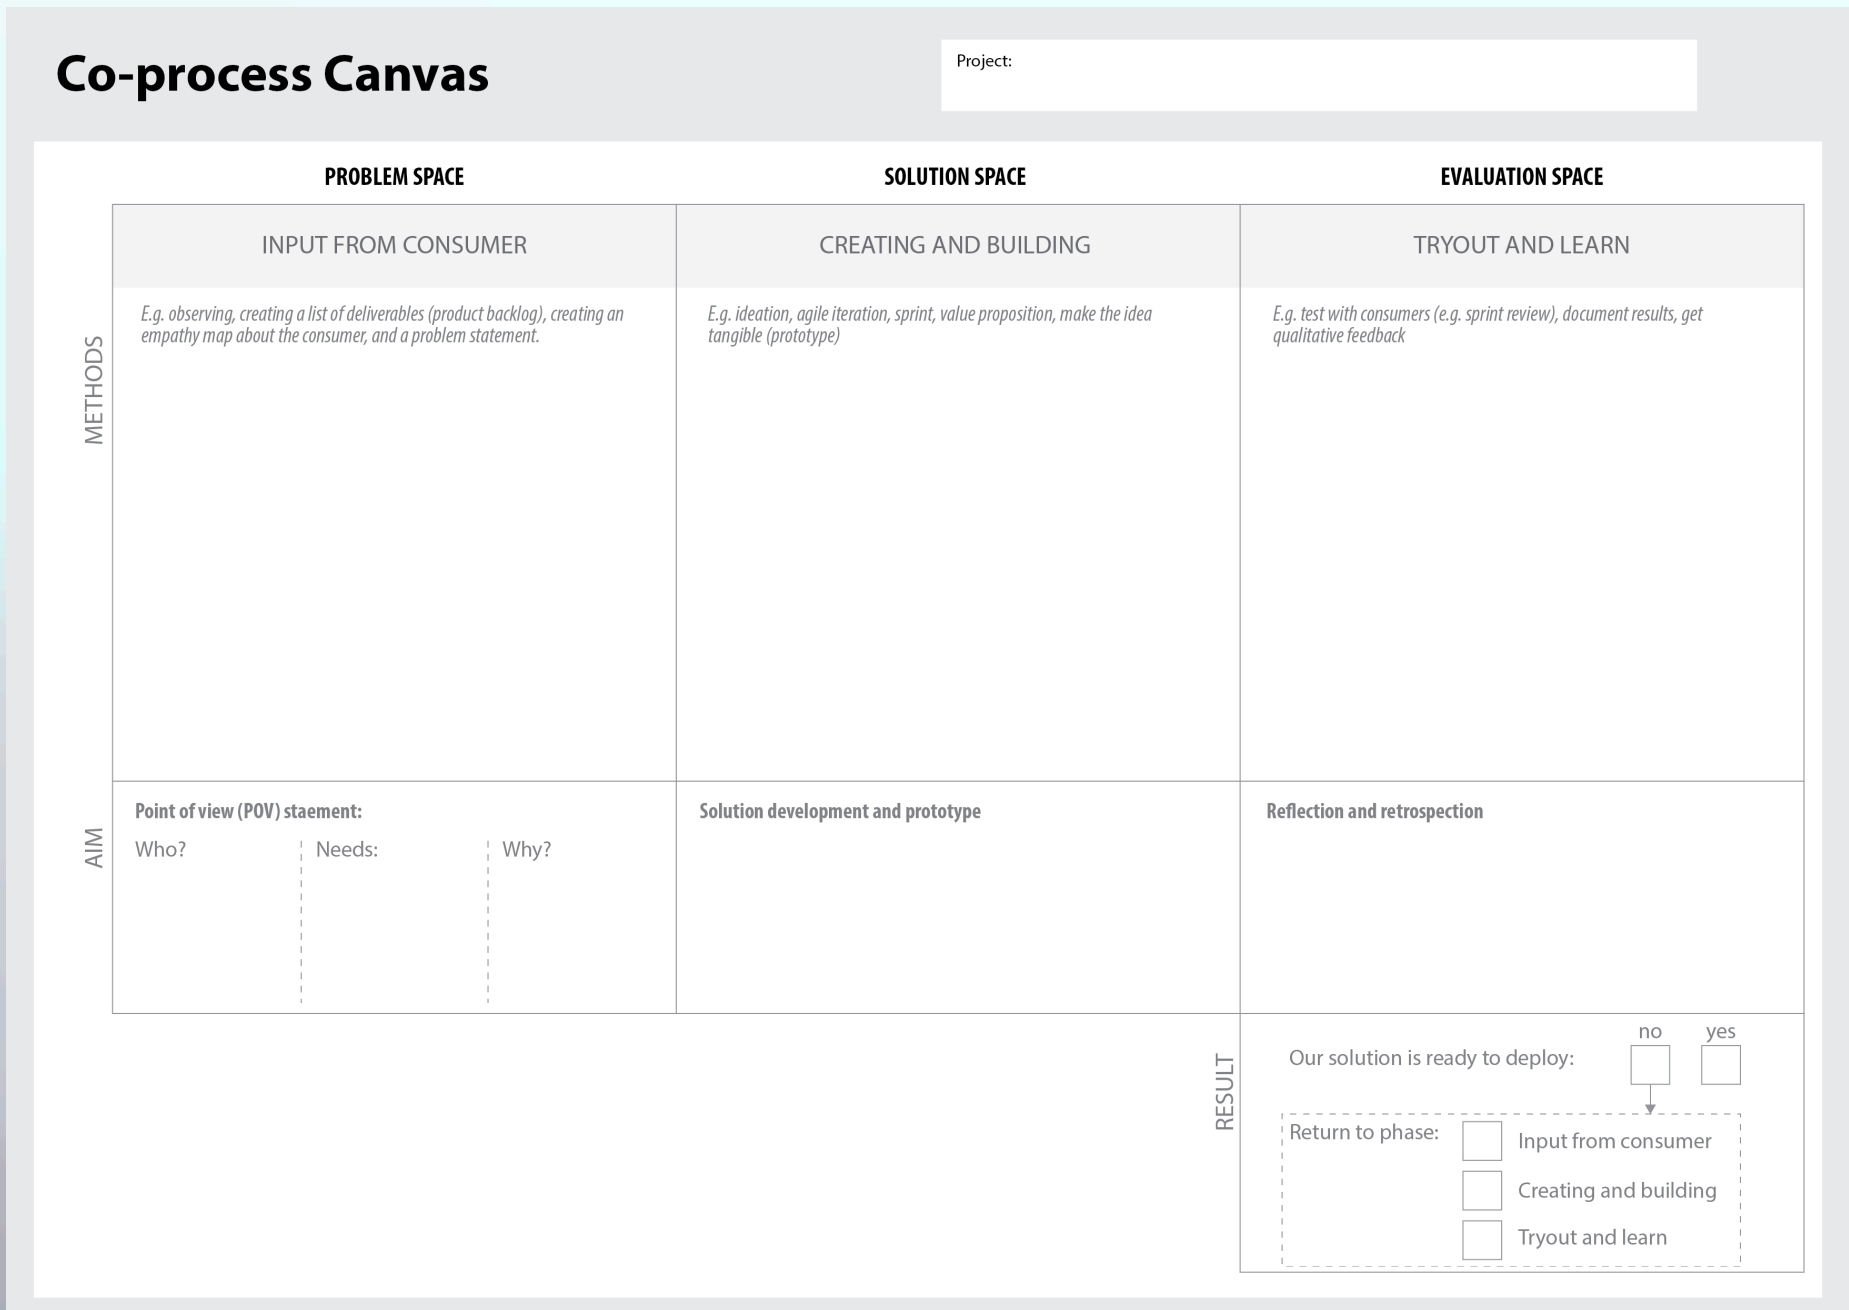 Co-process Canvas
Project:
PROBLEM SPACE
SOLUTION SPACE
EVALUATION SPACE
INPUT FROM CONSUMER
CREATING AND BUILDING
TRYOUT AND LEARN
METHODS
E.g. observing, creating a list of deliverables (product backlog), creating an
empathy map about the consumer, and a problem statement.
E.g. ideation, agile iteration, sprint, value proposition, make the idea
tangible (prototype)
E.g. test with consumers (e.g. sprint review), document results, get
qualitative feedback
AIM
Point of view (POV) staement:
Who?
Needs:
Why?
Solution development and prototype
Reflection and retrospection
RESULT
no
yes
Our solution is ready to deploy:
Return to phase:
Input from consumer
Creating and building
Tryout and learn